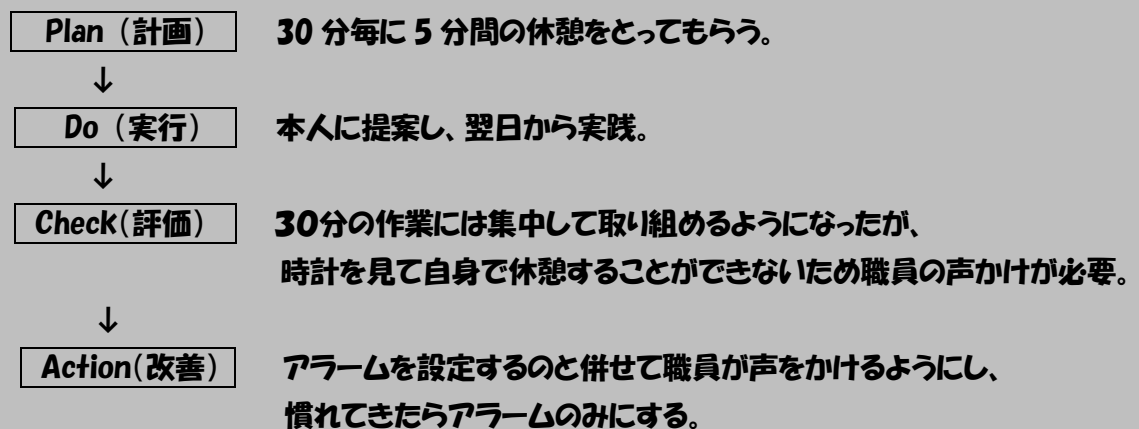 Plan（計画） 30分毎に5分間の休憩をとってもらう。
↓
Do（実行） 本人に提案し、翌日から実践。
↓
Check(評価) 30分の作業には集中して取り組めるようになったが、
時計を見て自身で休憩することができないため職員の声かけが必要。
↓
Action(改善) アラームを設定するのと併せて職員が声をかけるようにし、
慣れてきたらアラームのみにする。